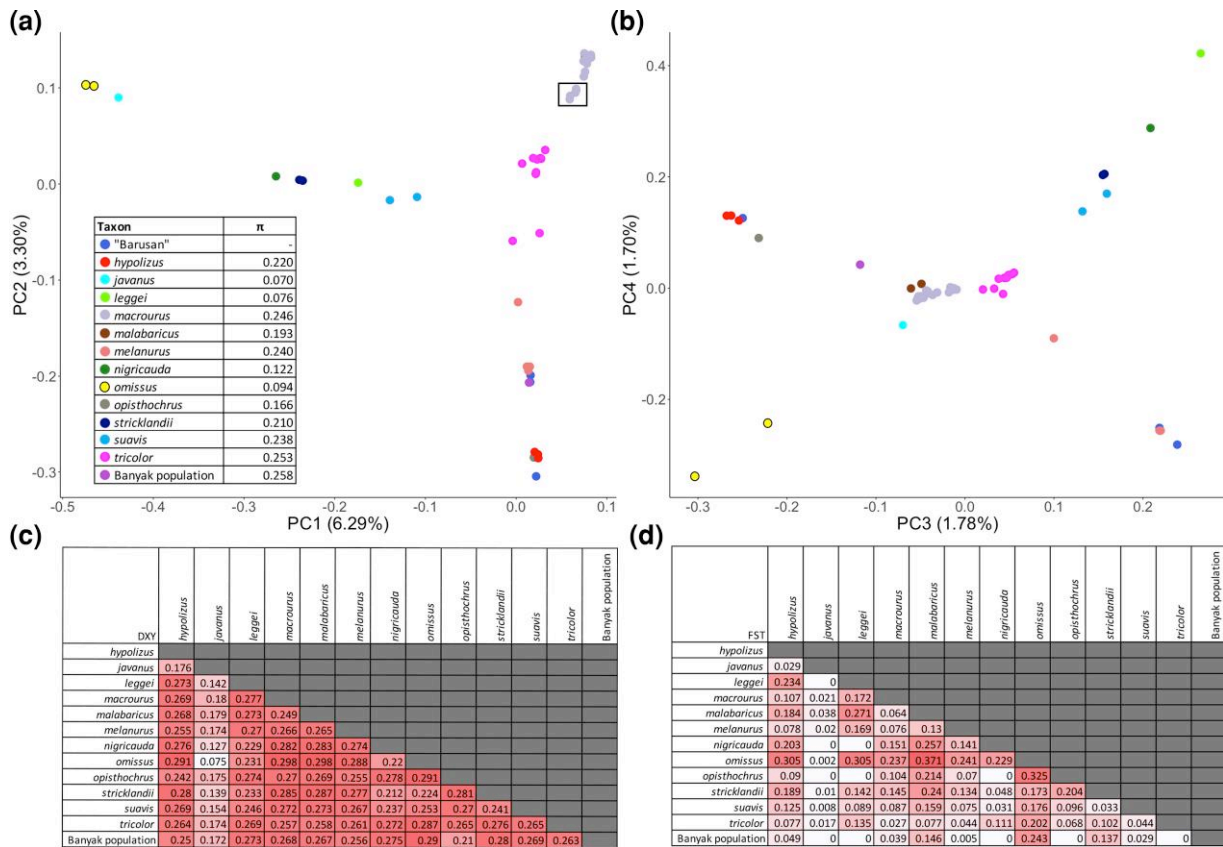 (a)
(b)
PC2 (3.30%)
0.1
0.0
-0.1
-0.2
-0.3
-0.5 -0.4 -0.3 -0.2 -0.1 0.0 0.1
PC1 (6.29%)
Taxon π
"Barusan" -
hypolizus 0.220
javanus 0.070
leggei 0.076
macrourus 0.246
malabaricus 0.193
melanurus 0.240
nigricauda 0.122
omissus 0.094
opisthochrus 0.166
stricklandii 0.210
suavis 0.238
tricolor 0.253
Banyak population 0.258
PC4 (1.70%)
0.4
0.2
0.0
-0.2
-0.3 -0.2 -0.1 0.0 0.1 0.2
PC3 (1.78%)
(c)
DXY hypolizus javanus leggei macrourus malabaricus melanurus nigricauda omissus opisthochrus stricklandii suavis tricolor Banyak population
hypolizus
javanus 0.176
leggei 0.273 0.142
macrourus 0.269 0.18 0.277
malabaricus 0.268 0.179 0.273 0.249
melanurus 0.255 0.174 0.27 0.266 0.265
nigricauda 0.276 0.127 0.229 0.282 0.283 0.274
omissus 0.291 0.075 0.231 0.298 0.298 0.288 0.22
opisthochrus 0.242 0.175 0.274 0.27 0.269 0.255 0.278 0.291
stricklandii 0.28 0.139 0.233 0.285 0.287 0.277 0.212 0.224 0.281
suavis 0.269 0.154 0.246 0.272 0.273 0.267 0.237 0.253 0.27 0.241
tricolor 0.264 0.174 0.269 0.257 0.258 0.261 0.272 0.287 0.265 0.276 0.265
Banyak population 0.25 0.172 0.273 0.268 0.267 0.256 0.275 0.29 0.21 0.28 0.269 0.263
(d)
FST hypolizus javanus leggei macrourus malabaricus melanurus nigricauda omissus opisthochrus stricklandii suavis tricolor Banyak population
hypolizus
javanus 0.029
leggei 0.234 0
macrourus 0.107 0.021 0.172
malabaricus 0.184 0.038 0.271 0.064
melanurus 0.078 0.02 0.169 0.076 0.13
nigricauda 0.203 0 0 0.151 0.257 0.141
omissus 0.305 0.002 0.305 0.237 0.371 0.241 0.229
opisthochrus 0.09 0 0 0.104 0.214 0.07 0 0.325
stricklandii 0.189 0.01 0.142 0.145 0.24 0.134 0.048 0.173 0.204
suavis 0.125 0.008 0.089 0.087 0.159 0.075 0.031 0.176 0.096 0.033
tricolor 0.077 0.017 0.135 0.027 0.077 0.044 0.111 0.202 0.068 0.102 0.044
Banyak population 0.049 0 0 0.039 0.146 0.005 0 0.243 0 0.137 0.029 0